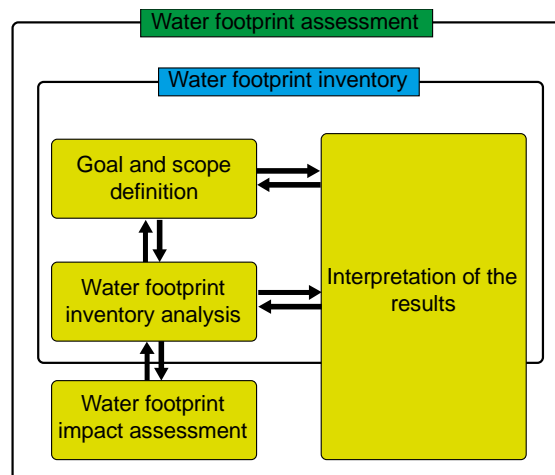 Water footprint assessment
Water footprint inventory
Goal and scope
definition
Water footprint
inventory analysis
Interpretation of the
results
Water footprint
impact assessment